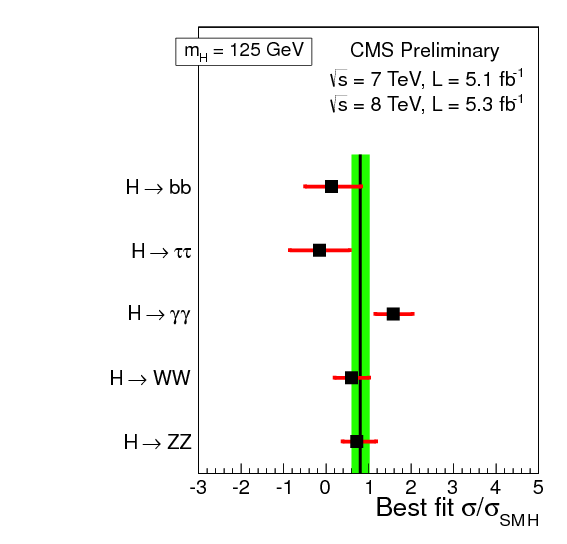 m_H = 125 GeV
CMS Preliminary
√s = 7 TeV, L = 5.1 fb⁻¹
√s = 8 TeV, L = 5.3 fb⁻¹
H → bb
H → ττ
H → γγ
H → WW
H → ZZ
-3 -2 -1 0 1 2 3 4 5
Best fit σ/σ_SMH